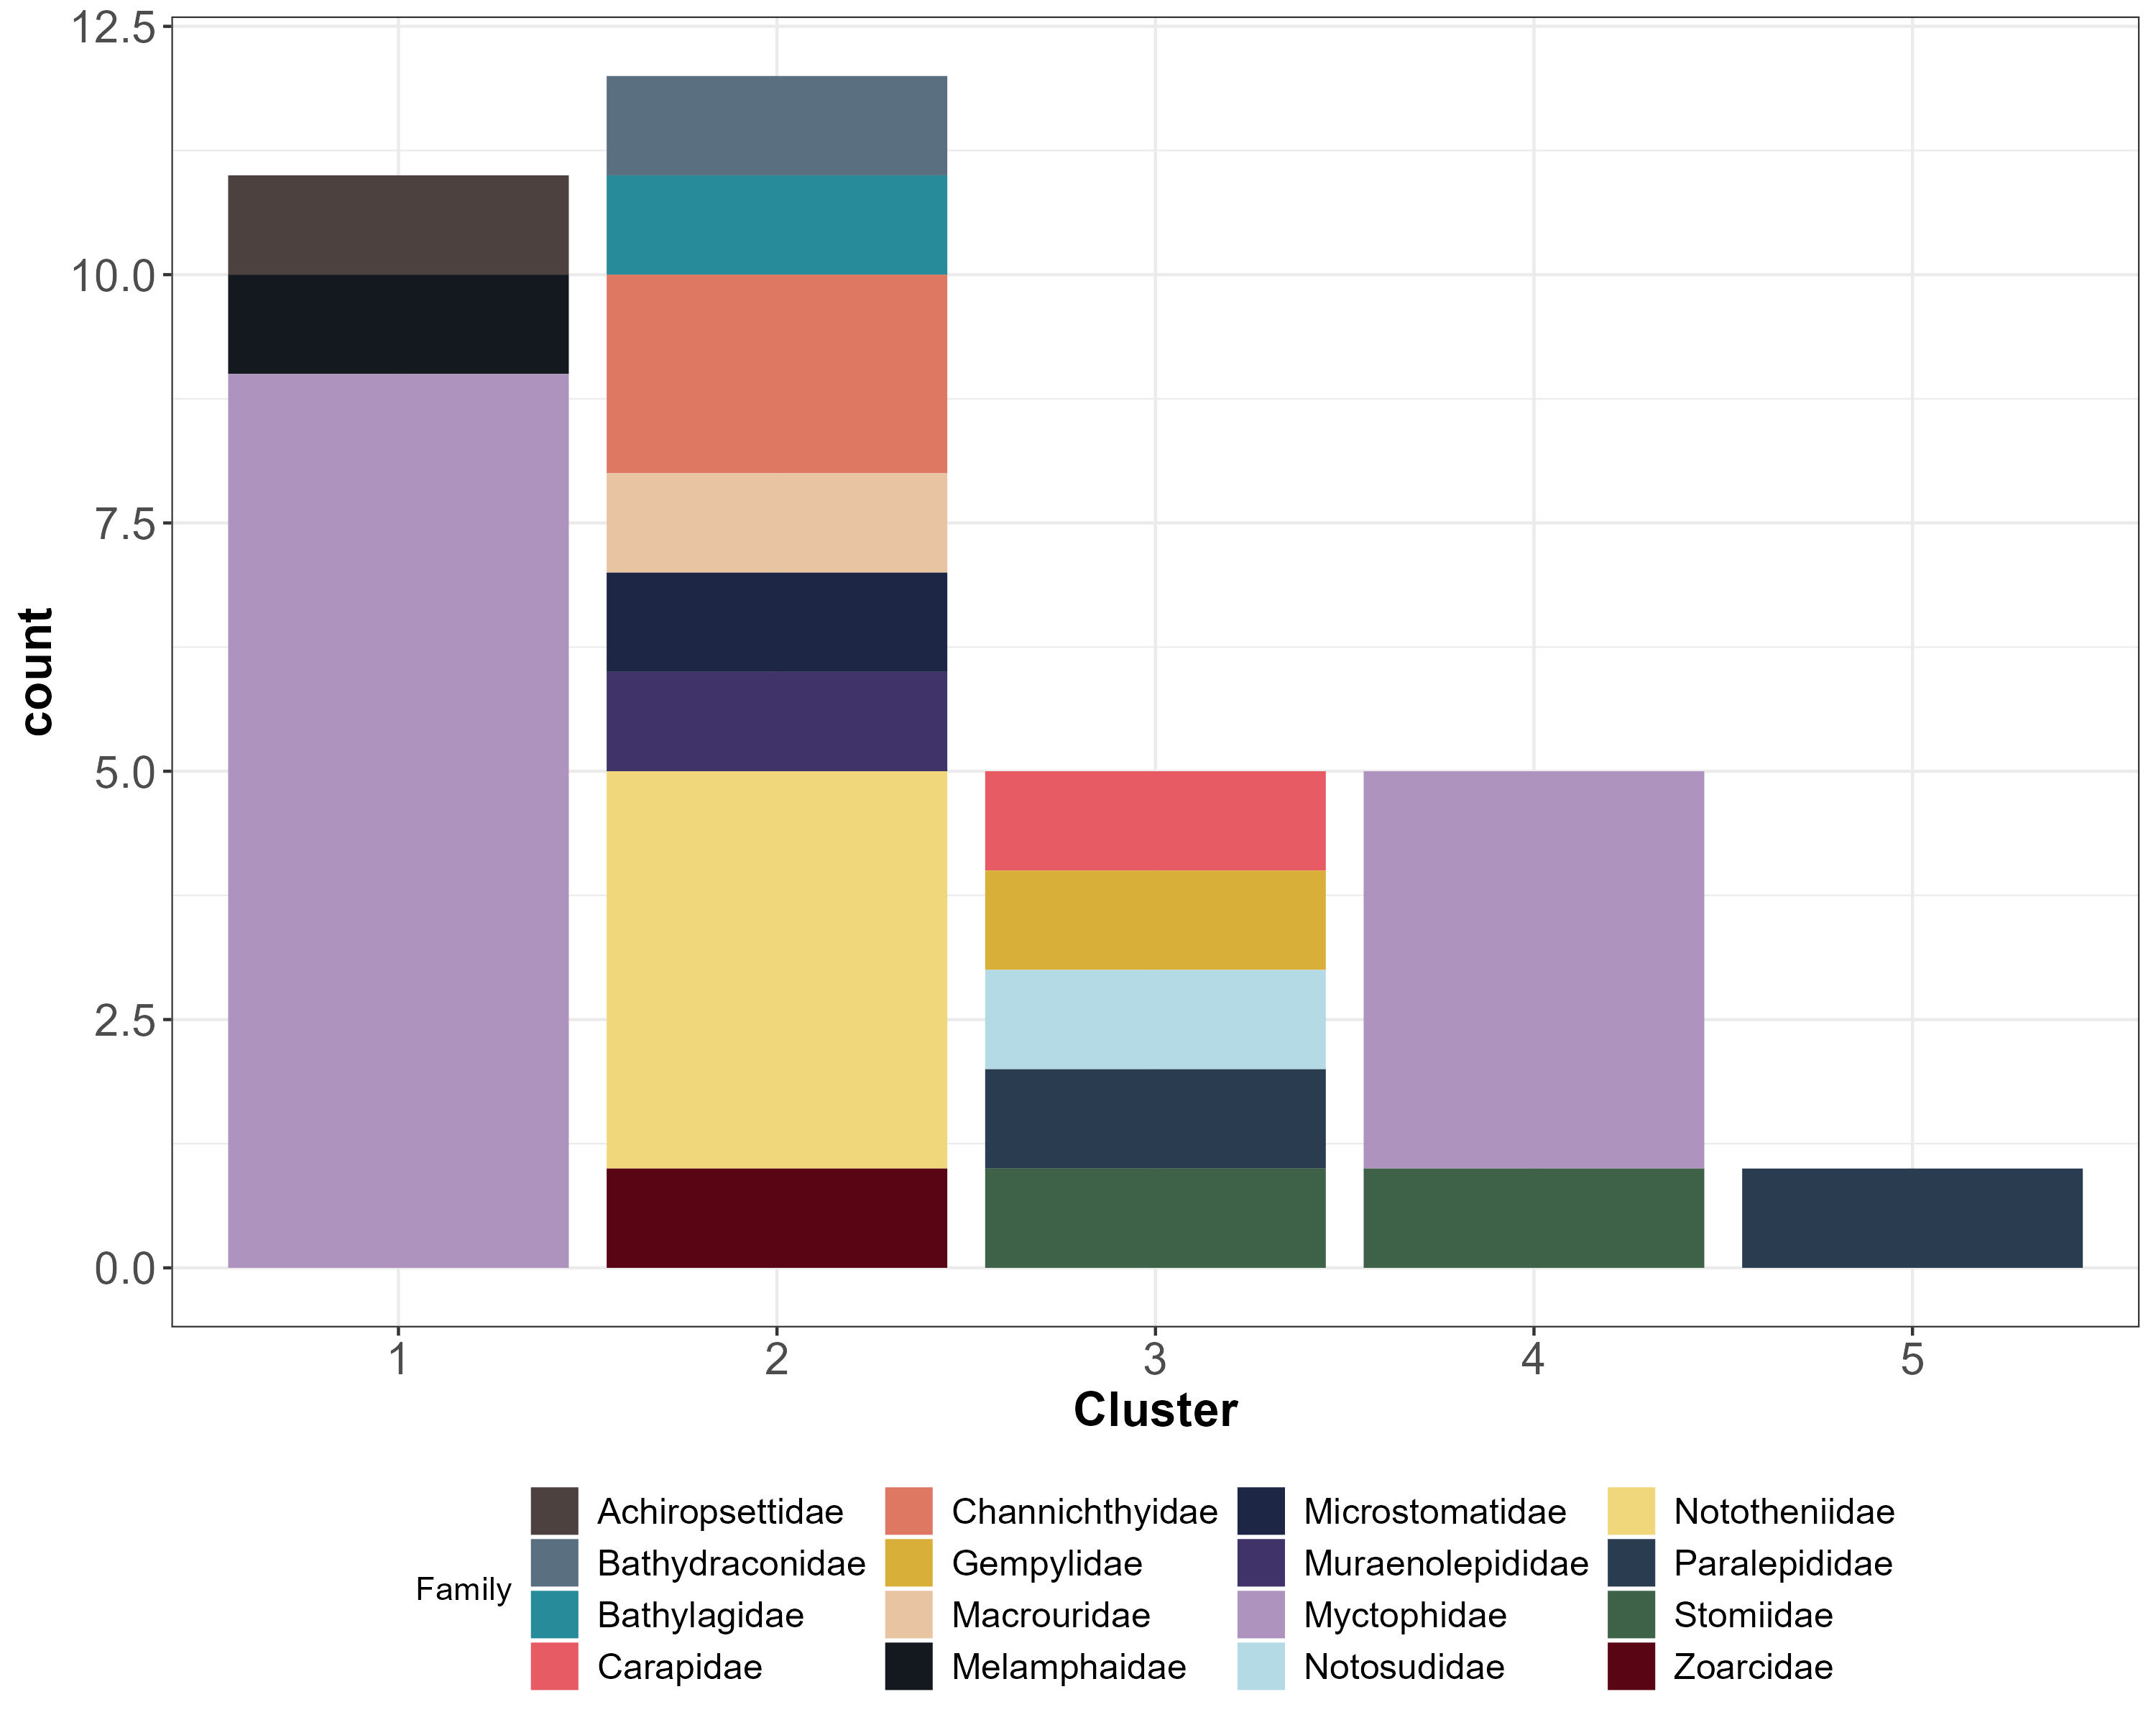 12.5
10.0
7.5
5.0
2.5
0.0
count
1 2 3 4 5
Cluster
Family
Achiropsettidae Channichthyidae Microstomatidae Nototheniidae
Bathydraconidae Gempylidae Muraenolepididae Paralepididae
Bathylagidae Macrouridae Myctophidae Stomiidae
Carapidae Melamphaidae Notosudidae Zoarcidae